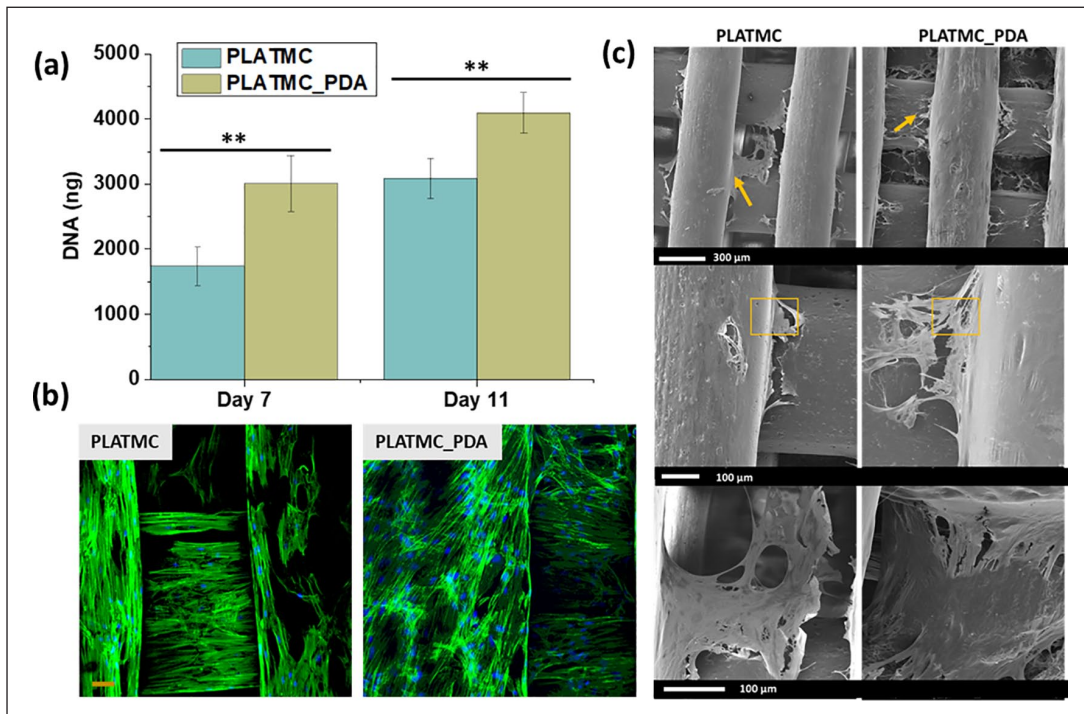 (a)
5000
4000
3000
2000
1000
0
DNA (ng)
PLATMC
PLATMC_PDA
**
**
Day 7
Day 11
(b)
PLATMC
PLATMC_PDA
(c)
PLATMC
PLATMC_PDA
300 µm
100 µm
100 µm